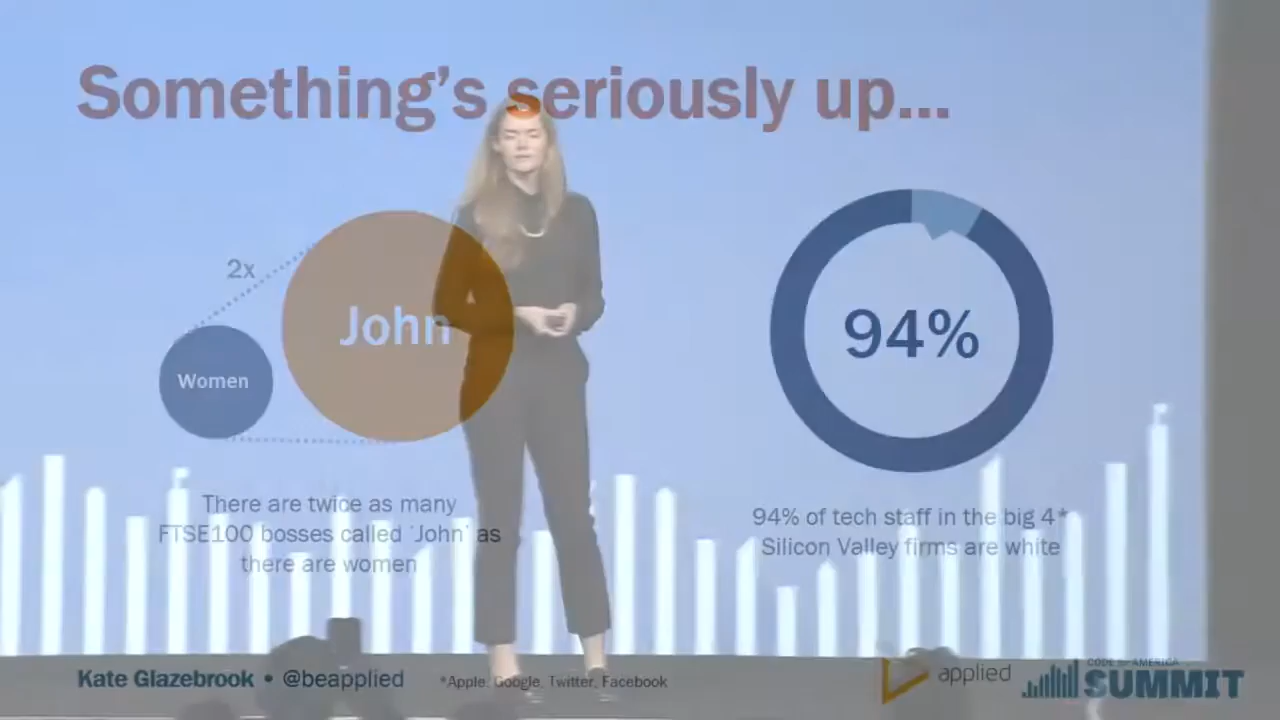 Something's seriously up...
2x
John
Women
94%
There are twice as many
FTSE100 bosses called 'John' as
there are women
94% of tech staff in the big 4*
Silicon Valley firms are white
Kate Glazebrook • @beapplied
*Apple, Google, Twitter, Facebook
applied
CODE for AMERICA
SUMMIT